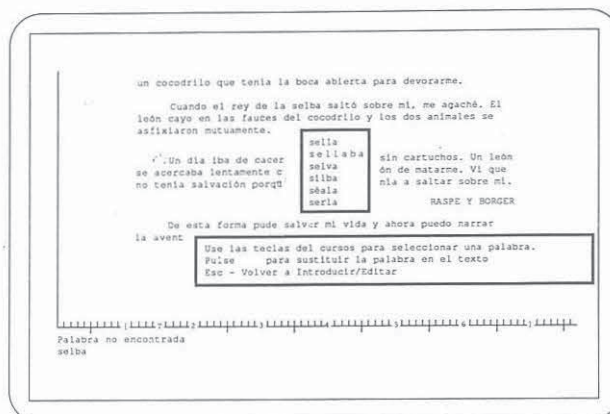 un cocodrilo que tenía la boca abierta para devorarme.
Cuando el rey de la selba saltó sobre mi, me agaché. El
león cayo en las fauces del cocodrilo y los dos animales se
asfixiaron mutuamente.
Un día iba de cacer
se acercaba lentamente c
no tenía salvación porq
sella
sellaba
selva
silba
séala
serla
sin cartuchos. Un león
ón de matarme. Vi que
nía a saltar sobre mi.
RASPE Y BORGER
De esta forma pude salvar mi vida y ahora puedo narrar
la avent
Use las teclas del cursos para seleccionar una palabra.
Pulse para sustituir la palabra en el texto
Esc - Volver a Introducir/Editar
Palabra no encontrada
selba